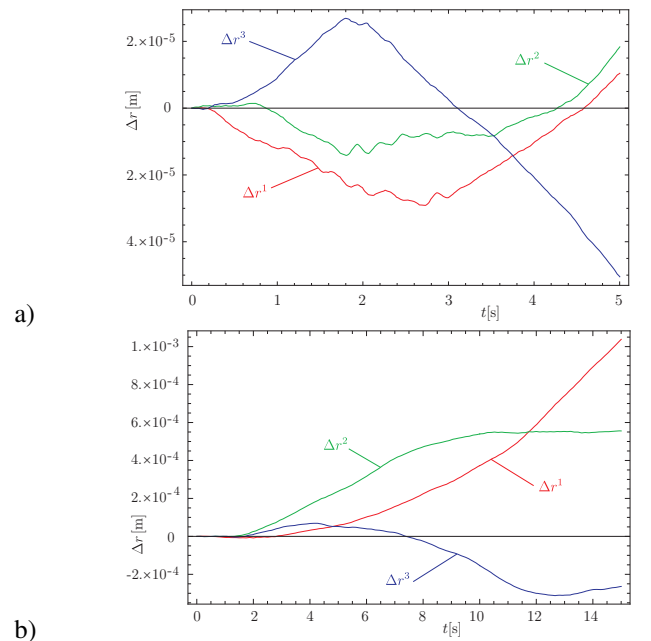 Δr³
Δr²
Δr¹
Δr [m]
2.×10⁻⁵
0
2.×10⁻⁵
4.×10⁻⁵
0 1 2 3 4 5
t[s]
a)
1.×10⁻³
8.×10⁻⁴
6.×10⁻⁴
4.×10⁻⁴
2.×10⁻⁴
0
-2.×10⁻⁴
Δr [m]
Δr²
Δr¹
Δr³
0 2 4 6 8 10 12 14
t[s]
b)